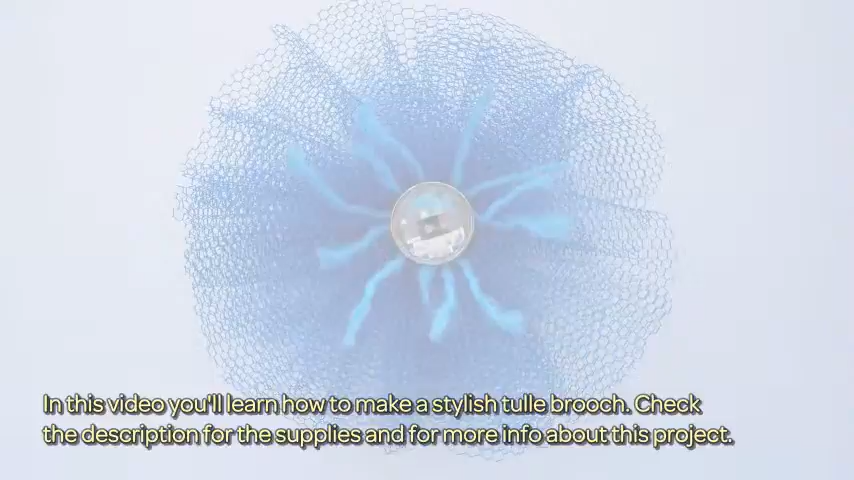 In this video you'll learn how to make a stylish tulle brooch. Check
the description for the supplies and for more info about this project.